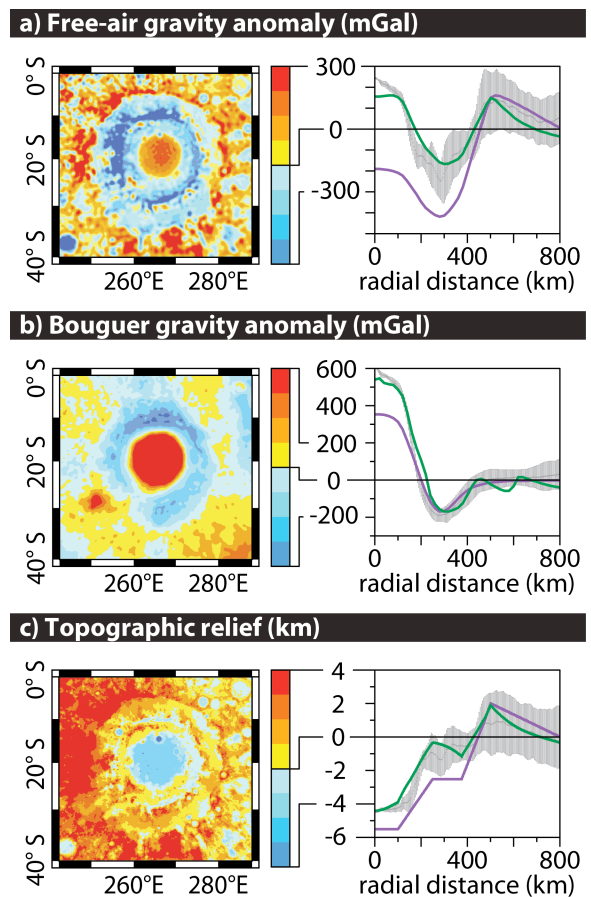 a) Free-air gravity anomaly (mGal)
0° S
20° S
40° S
260°E 280°E
300
0
-300
0 400 800
radial distance (km)
b) Bouguer gravity anomaly (mGal)
0° S
20° S
40° S
260°E 280°E
600
400
200
0
-200
0 400 800
radial distance (km)
c) Topographic relief (km)
0° S
20° S
40° S
260°E 280°E
4
2
0
-2
-4
-6
0 400 800
radial distance (km)